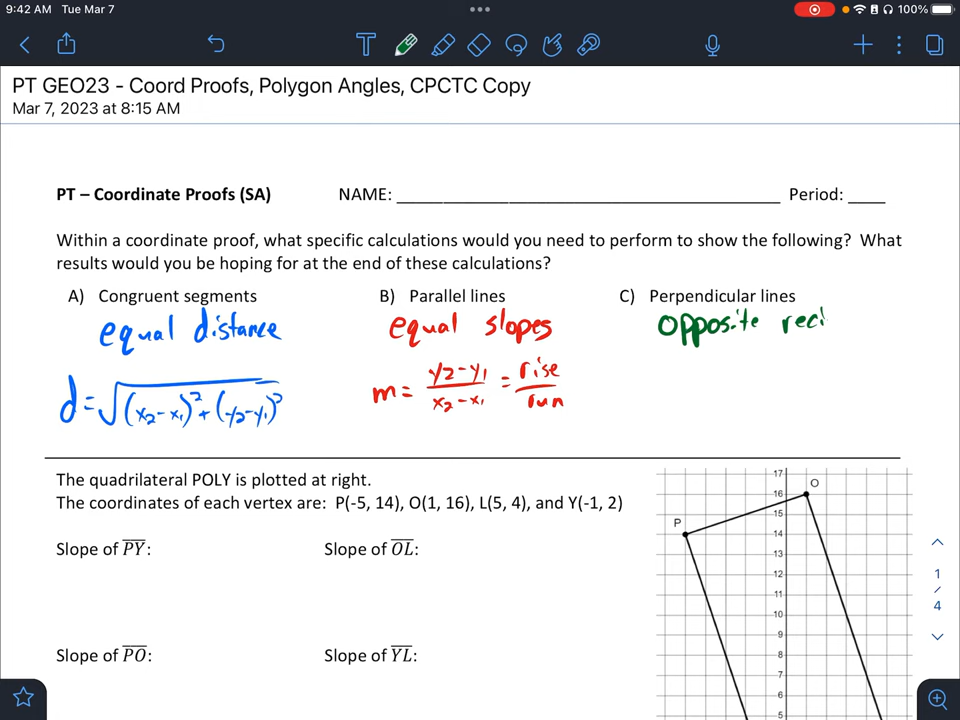 9:42 AM Tue Mar 7
100%
PT GEO23 - Coord Proofs, Polygon Angles, CPCTC Copy
Mar 7, 2023 at 8:15 AM
PT – Coordinate Proofs (SA) NAME: ____ Period: ____
Within a coordinate proof, what specific calculations would you need to perform to show the following? What
results would you be hoping for at the end of these calculations?
A) Congruent segments B) Parallel lines C) Perpendicular lines
equal distance equal slopes opposite reci
d = √(x2-x1)² + (y2-y1)² m = y2-y1/x2-x1 = rise/run
The quadrilateral POLY is plotted at right.
The coordinates of each vertex are: P(-5, 14), O(1, 16), L(5, 4), and Y(-1, 2)
Slope of PY: Slope of OL:
Slope of PO: Slope of YL:
17
O
16
15
P
14
13
12
11
10
9
8
7
6
5
1
/
4